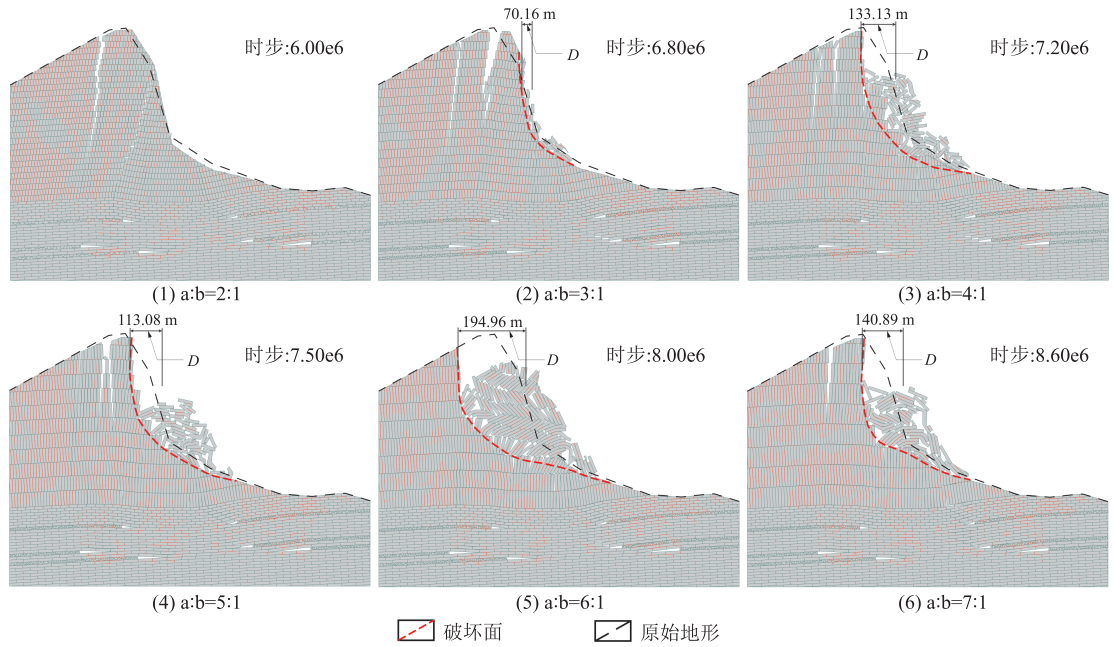 时步:6.00e6
(1) a:b=2:1
70.16 m
D
时步:6.80e6
(2) a:b=3:1
133.13 m
D
时步:7.20e6
(3) a:b=4:1
113.08 m
D
时步:7.50e6
(4) a:b=5:1
194.96 m
D
时步:8.00e6
(5) a:b=6:1
140.89 m
D
时步:8.60e6
(6) a:b=7:1
破坏面
原始地形